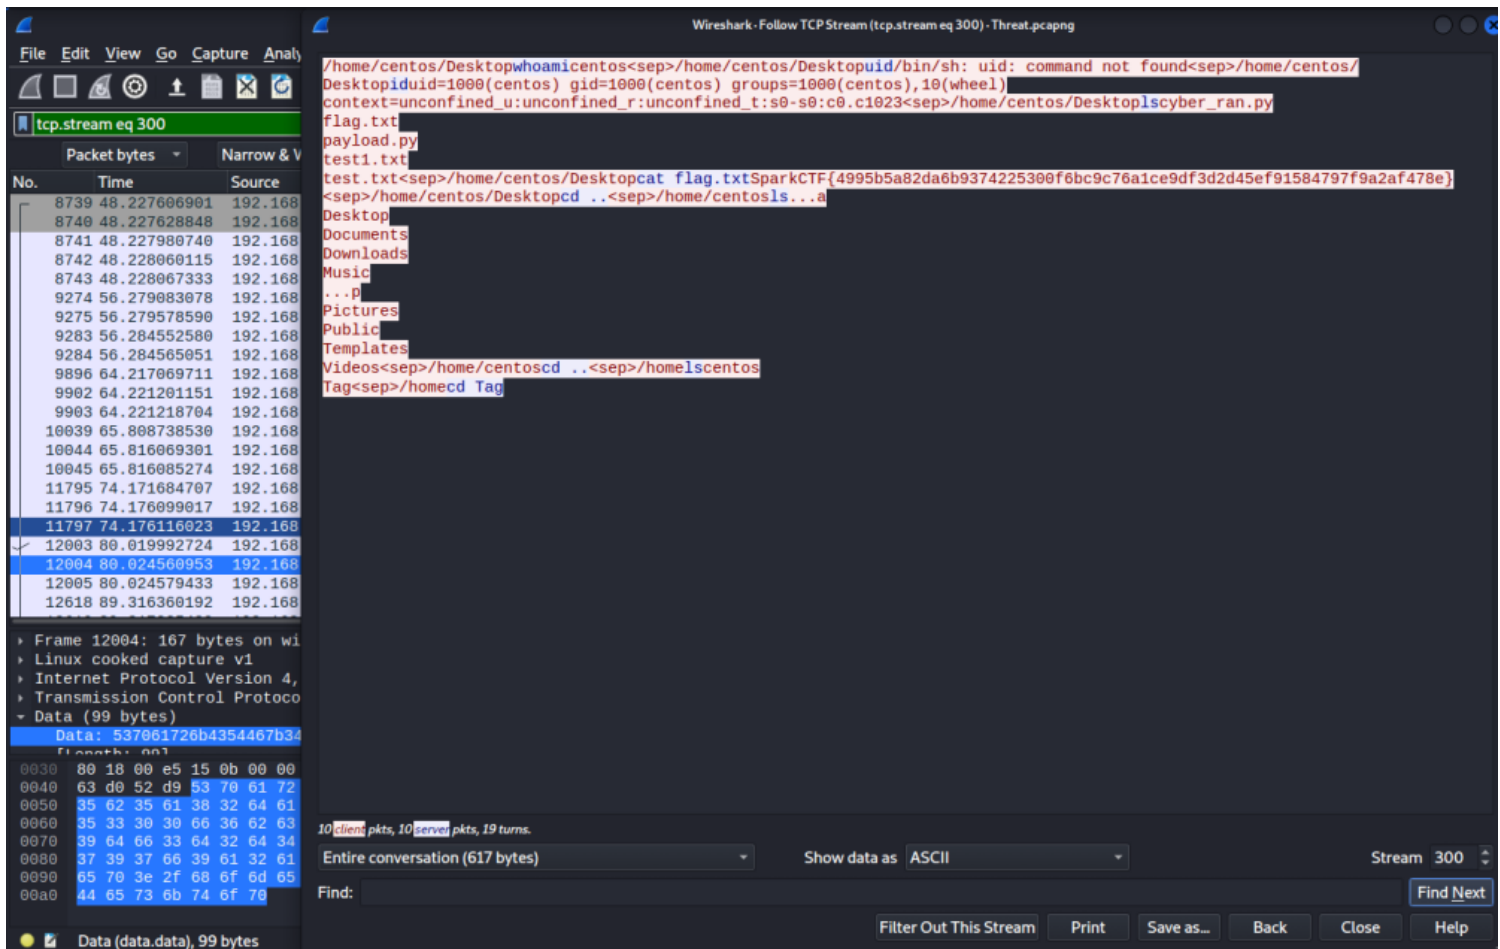 Wireshark · Follow TCP Stream (tcp.stream eq 300) · Threat.pcapng
File Edit View Go Capture
tcp.stream eq 300
Packet bytes Narrow &
No. Time Source
8739 48.227606901 192.168
8740 48.227628848 192.168
8741 48.227980740 192.168
8742 48.228060115 192.168
8743 48.228067333 192.168
9274 56.279083078 192.168
9275 56.279578590 192.168
9283 56.284552580 192.168
9284 56.284565051 192.168
9896 64.217069711 192.168
9902 64.221201151 192.168
9903 64.221218704 192.168
10039 65.808738530 192.168
10044 65.816069301 192.168
10045 65.816085274 192.168
11795 74.171684707 192.168
11796 74.176099017 192.168
11797 74.176116023 192.168
12003 80.019992724 192.168
12004 80.024560953 192.168
12005 80.024579433 192.168
12618 89.316360192 192.168
Frame 12004: 167 bytes on wi
Linux cooked capture v1
Internet Protocol Version 4,
Transmission Control Protoco
Data (99 bytes)
Data: 537061726b4354467b34
0030 80 18 00 e5 15 0b 00 00
0040 63 d0 52 d9 53 70 61 72
0050 35 62 35 61 38 32 64 61
0060 35 33 30 30 66 36 62 63
0070 39 64 66 33 64 32 64 34
0080 37 39 37 66 39 61 32 61
0090 65 70 3e 2f 68 6f 6d 65
00a0 44 65 73 6b 74 6f 70
Data (data.data), 99 bytes
/home/centos/Desktopwhoamicentos<sep>/home/centos/Desktopuid/bin/sh: uid: command not found<sep>/home/centos/
Desktopiduid=1000(centos) gid=1000(centos) groups=1000(centos),10(wheel)
context=unconfined_u:unconfined_r:unconfined_t:s0-s0:c0.c1023<sep>/home/centos/Desktoplscyber_ran.py
flag.txt
payload.py
test1.txt
test.txt<sep>/home/centos/Desktopcat flag.txtSparkCTF{4995b5a82da6b9374225300f6bc9c76a1ce9df3d2d45ef91584797f9a2af478e}
<sep>/home/centos/Desktopcd ..<sep>/home/centosls...a
Desktop
Documents
Downloads
Music
...p
Pictures
Public
Templates
Videos<sep>/home/centoscd ..<sep>/homelscentos
Tag<sep>/homecd Tag
10 client pkts, 10 server pkts, 19 turns.
Entire conversation (617 bytes) Show data as ASCII Stream 300
Find: Find Next
Filter Out This Stream Print Save as... Back Close Help